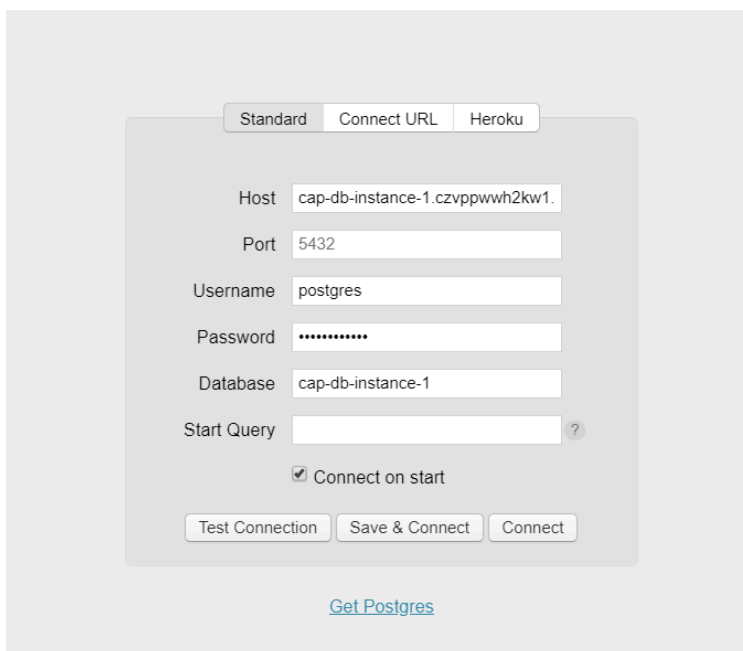 Standard Connect URL Heroku
Host cap-db-instance-1.czvppwwh2kw1.
Port 5432
Username postgres
Password ••••••••••••
Database cap-db-instance-1
Start Query ?
Connect on start
Test Connection Save & Connect Connect
Get Postgres